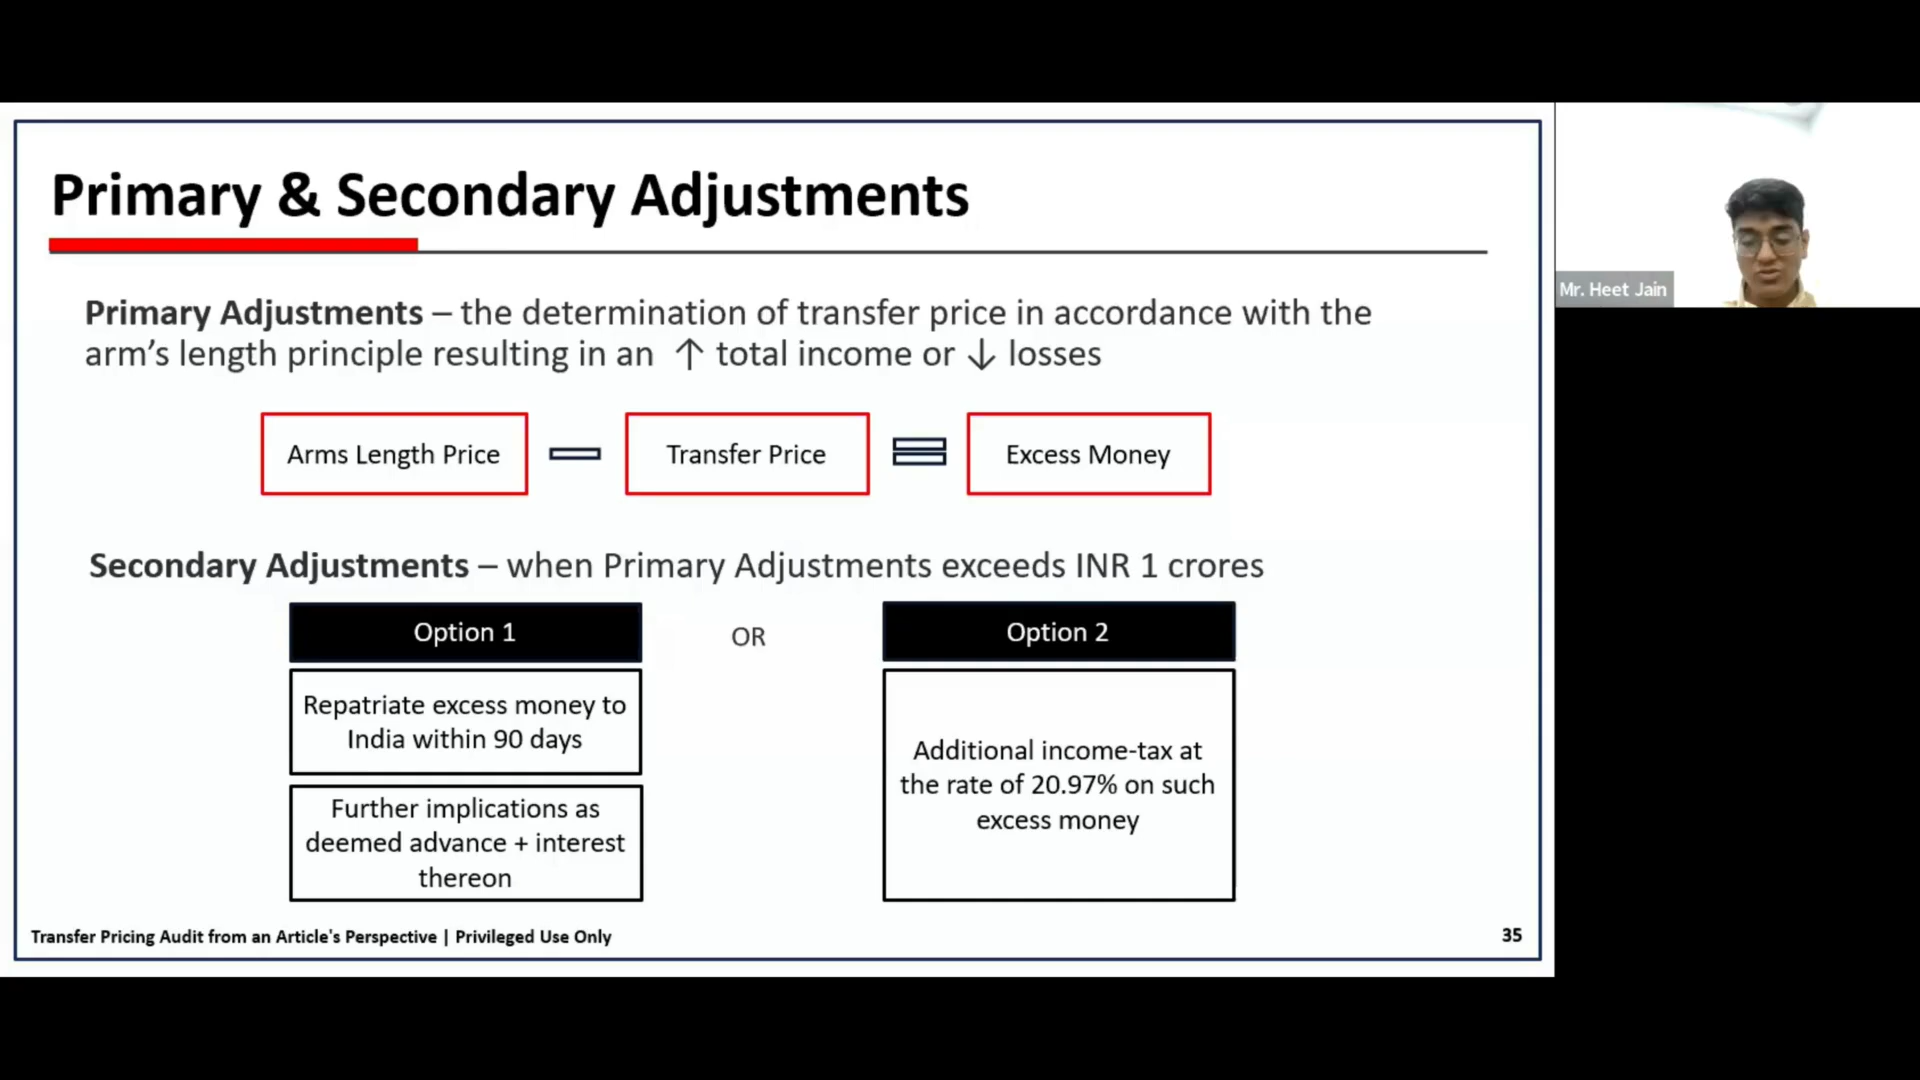 Primary & Secondary Adjustments
Mr. Heet Jain
Primary Adjustments – the determination of transfer price in accordance with the
arm's length principle resulting in an ↑ total income or ↓ losses
Arms Length Price
Transfer Price
Excess Money
Secondary Adjustments – when Primary Adjustments exceeds INR 1 crores
Option 1
OR
Option 2
Repatriate excess money to
India within 90 days
Further implications as
deemed advance + interest
thereon
Additional income-tax at
the rate of 20.97% on such
excess money
Transfer Pricing Audit from an Article's Perspective | Privileged Use Only
35